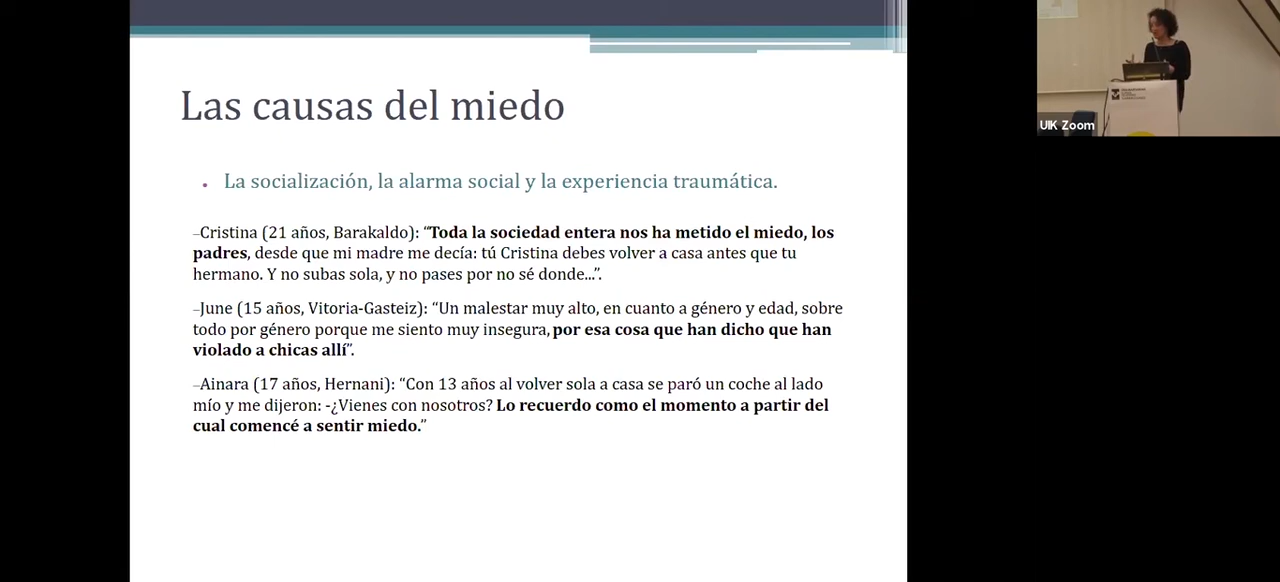 Las causas del miedo
• La socialización, la alarma social y la experiencia traumática.
–Cristina (21 años, Barakaldo): “Toda la sociedad entera nos ha metido el miedo, los
padres, desde que mi madre me decía: tú Cristina debes volver a casa antes que tu
hermano. Y no subas sola, y no pases por no sé donde...”.
–June (15 años, Vitoria-Gasteiz): “Un malestar muy alto, en cuanto a género y edad, sobre
todo por género porque me siento muy insegura, por esa cosa que han dicho que han
violado a chicas allí”.
–Ainara (17 años, Hernani): “Con 13 años al volver sola a casa se paró un coche al lado
mío y me dijeron: -¿Vienes con nosotros? Lo recuerdo como el momento a partir del
cual comencé a sentir miedo.”
UIK Zoom